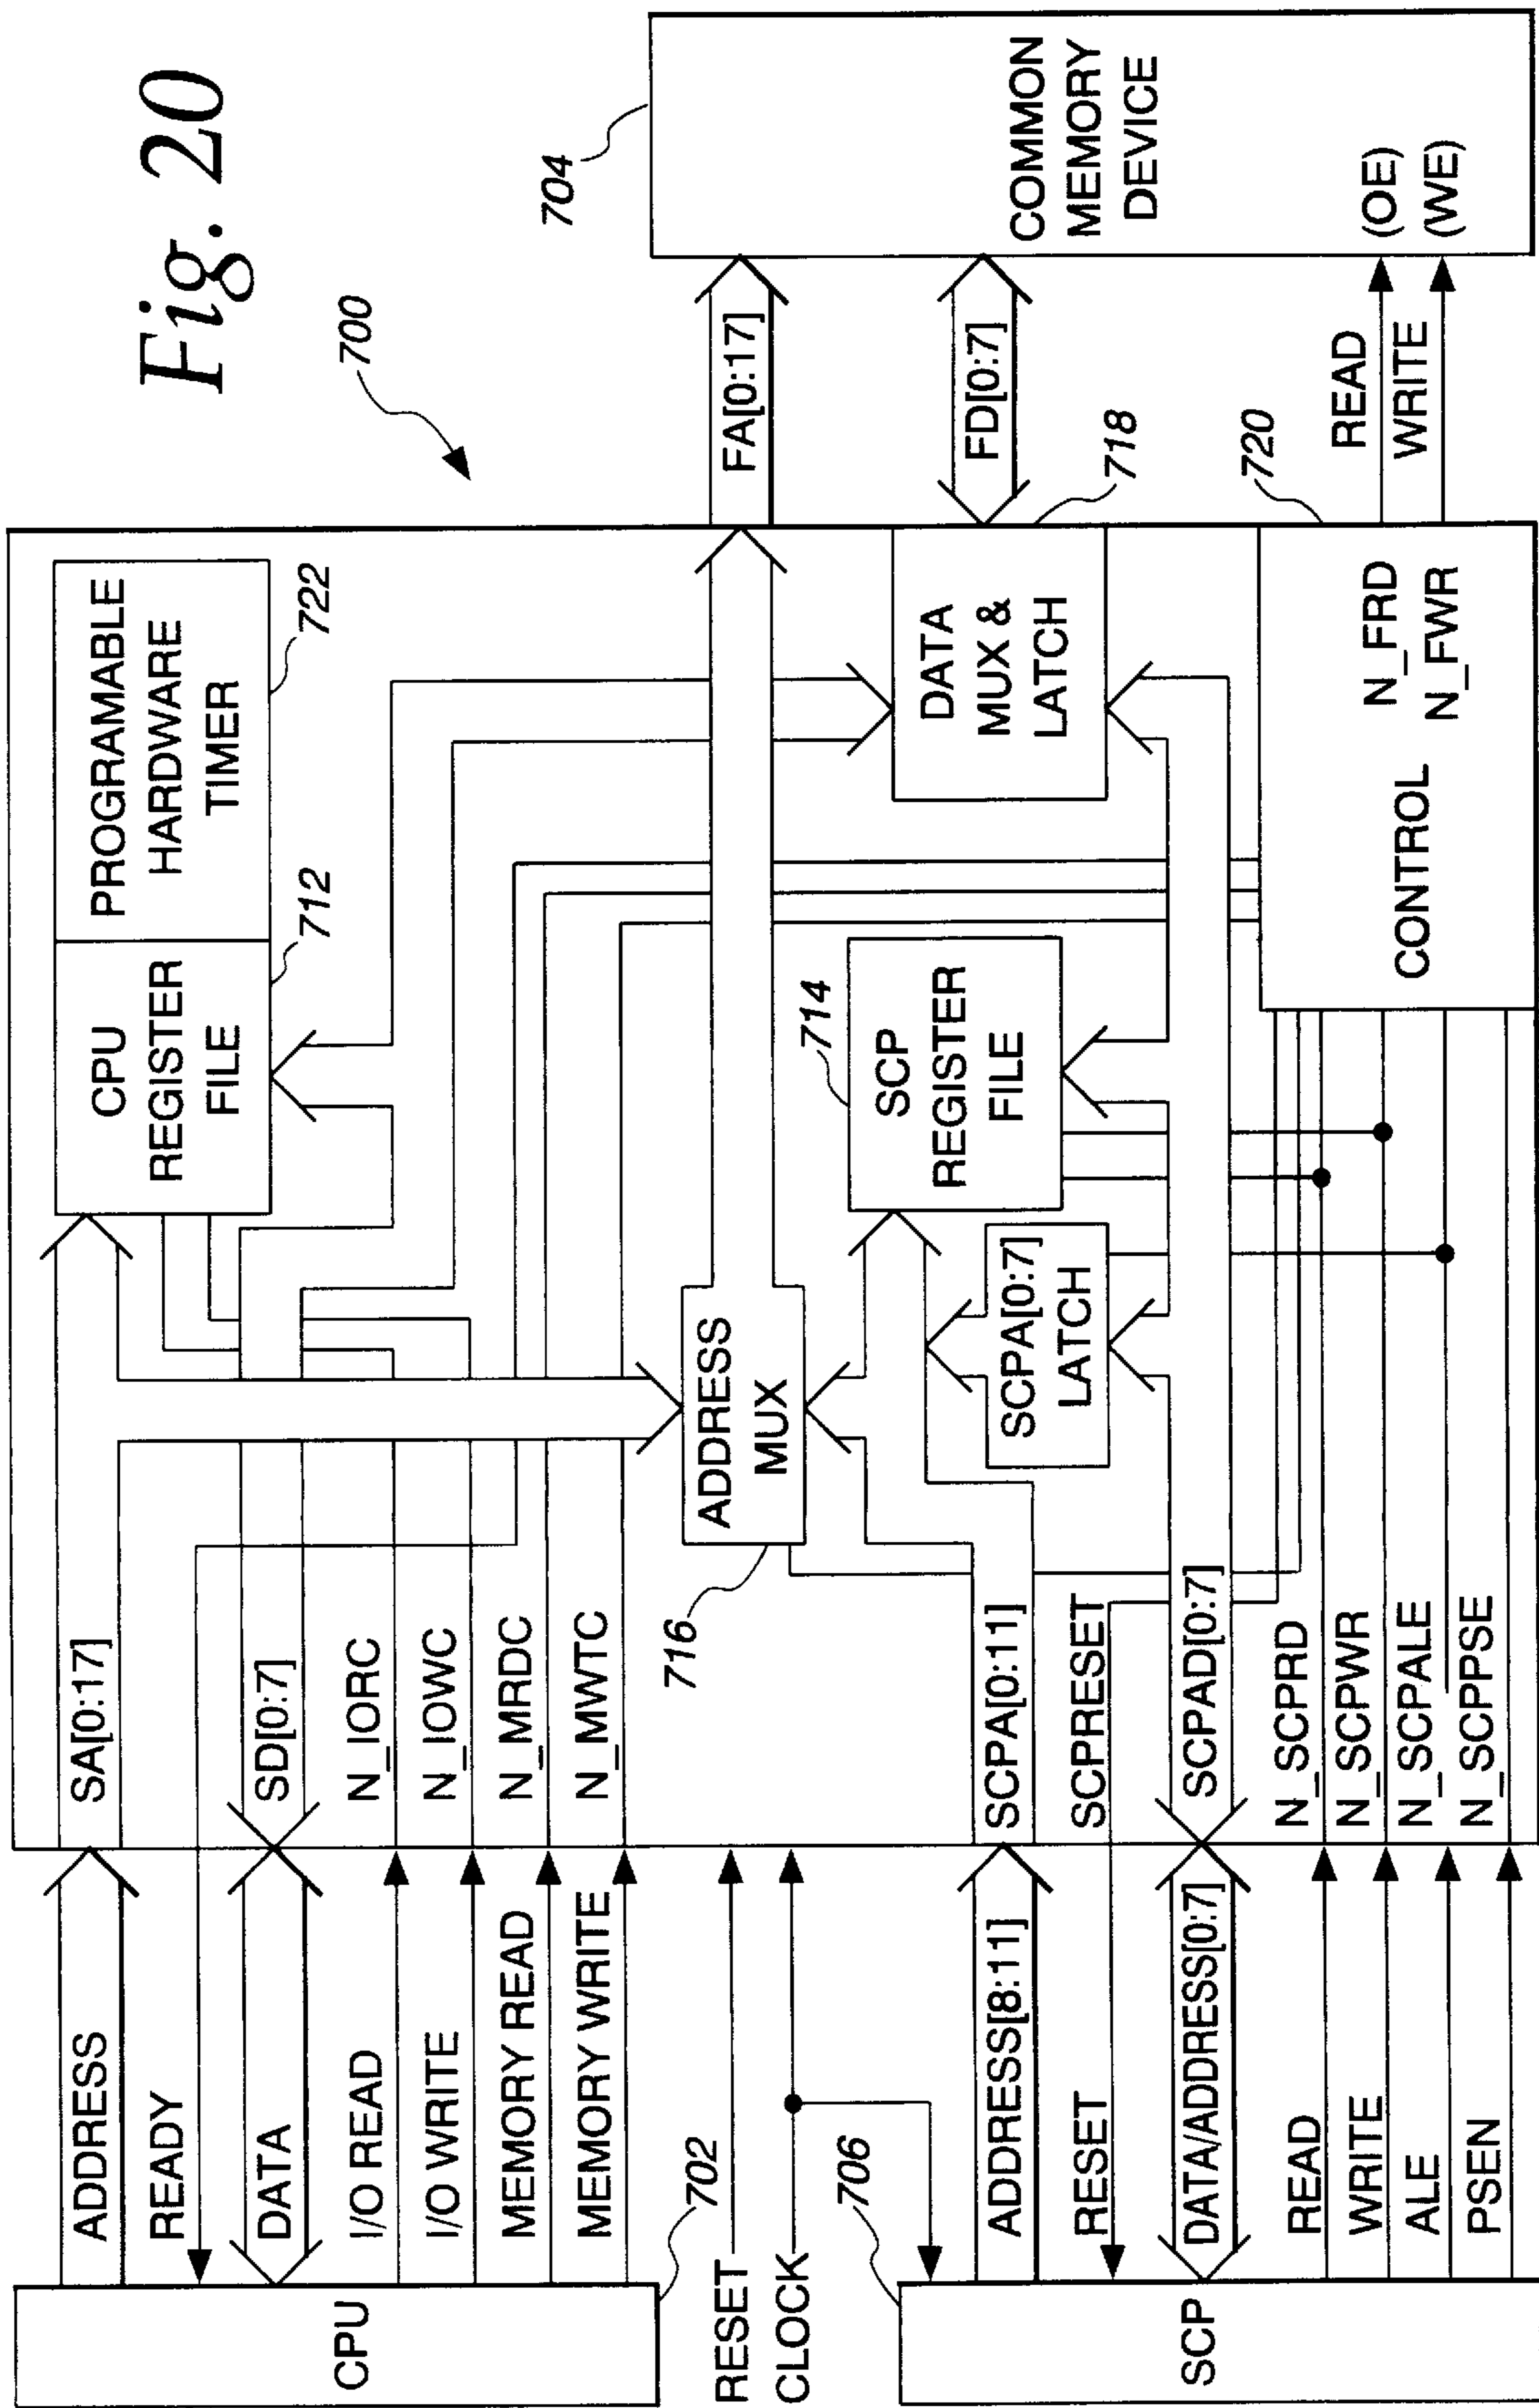 Fig. 20
700
CPU
702
ADDRESS
READY
DATA
I/O READ
I/O WRITE
MEMORY READ
MEMORY WRITE
RESET
CLOCK
SCP
706
ADDRESS[8:11]
RESET
DATA/ADDRESS[0:7]
READ
WRITE
ALE
PSEN
SA[0:17]
SD[0:7]
N_IORC
N_IOWC
N_MRDC
N_MWTC
SCPA[0:11]
SCPRESET
SCPAD[0:7]
N_SCPRD
N_SCPWR
N_SCPALE
N_SCPPSE
CPU
REGISTER
FILE
712
PROGRAMABLE
HARDWARE
TIMER
722
ADDRESS
MUX
716
SCPA[0:7]
LATCH
SCP
REGISTER
FILE
714
DATA
MUX &
LATCH
718
CONTROL
N_FRD
N_FWR
720
FA[0:17]
FD[0:7]
READ
WRITE
COMMON
MEMORY
DEVICE
(OE)
(WE)
704